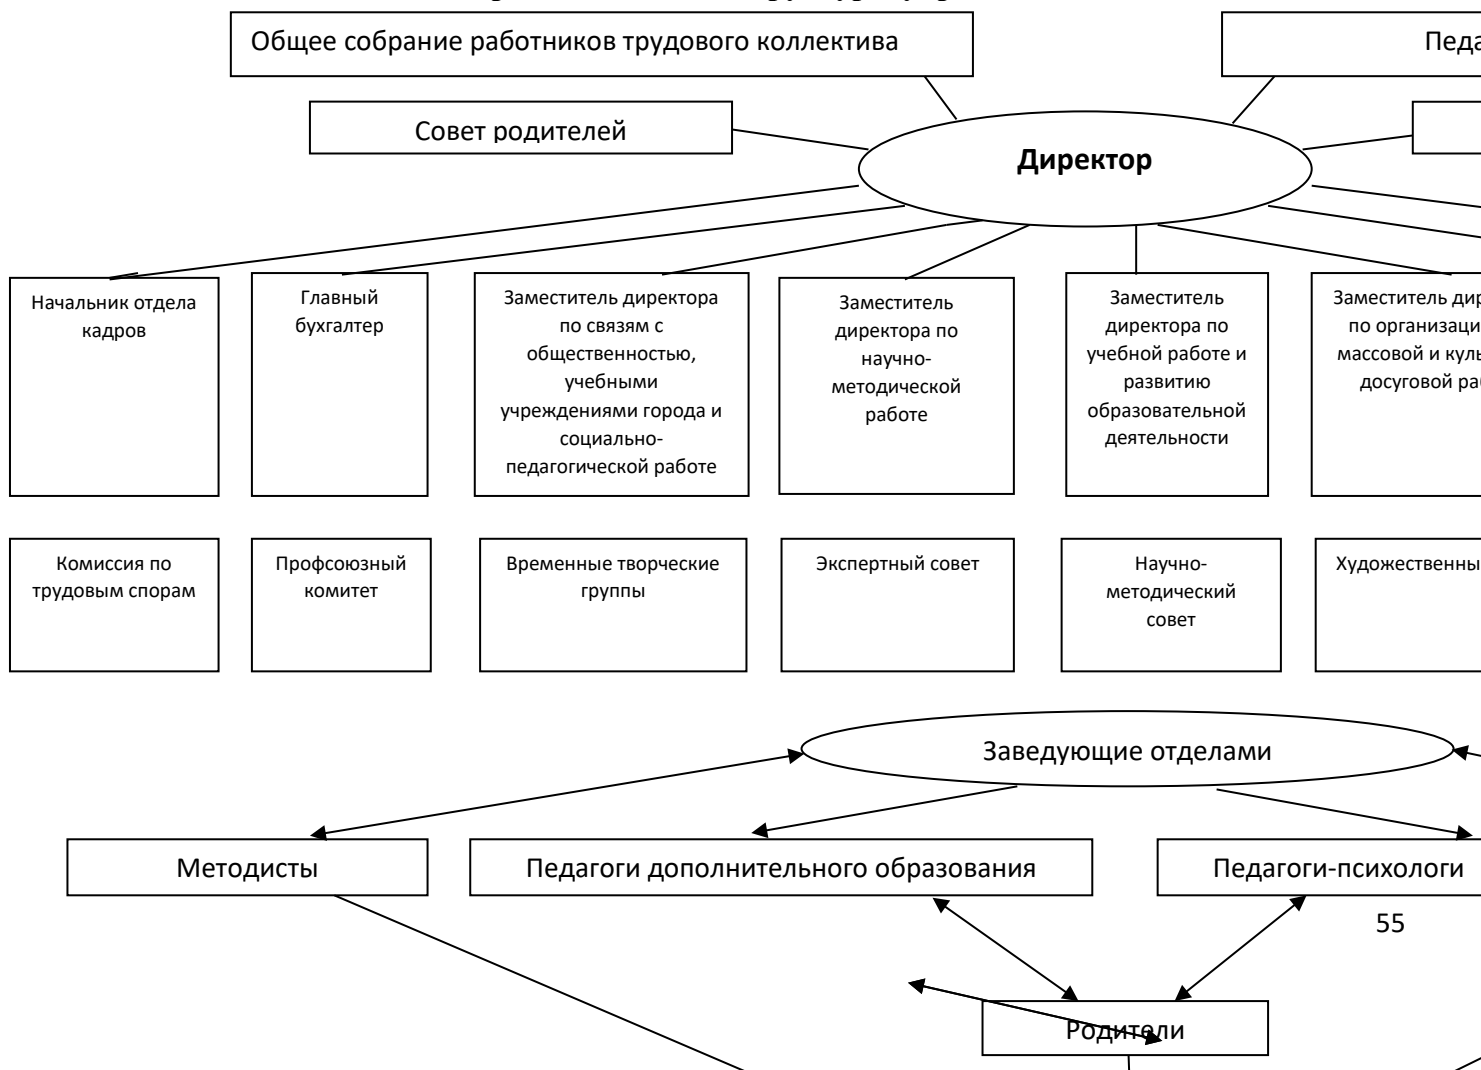 Общее собрание работников трудового коллектива
Совет родителей
Директор
Начальник отдела
кадров
Главный
бухгалтер
Заместитель директора
по связям с
общественностью,
учебными
учреждениями города и
социально-
педагогической работе
Заместитель
директора по
научно-
методической
работе
Заместитель
директора по
учебной работе и
развитию
образовательной
деятельности
Заместитель
массовой и
досуговой
Комиссия по
трудовым спорам
Профсоюзный
комитет
Временные творческие
группы
Экспертный совет
Научно-
методический
совет
Заведующие отделами
Методисты
Педагоги дополнительного образования
Педагоги-психологи
55
Родители